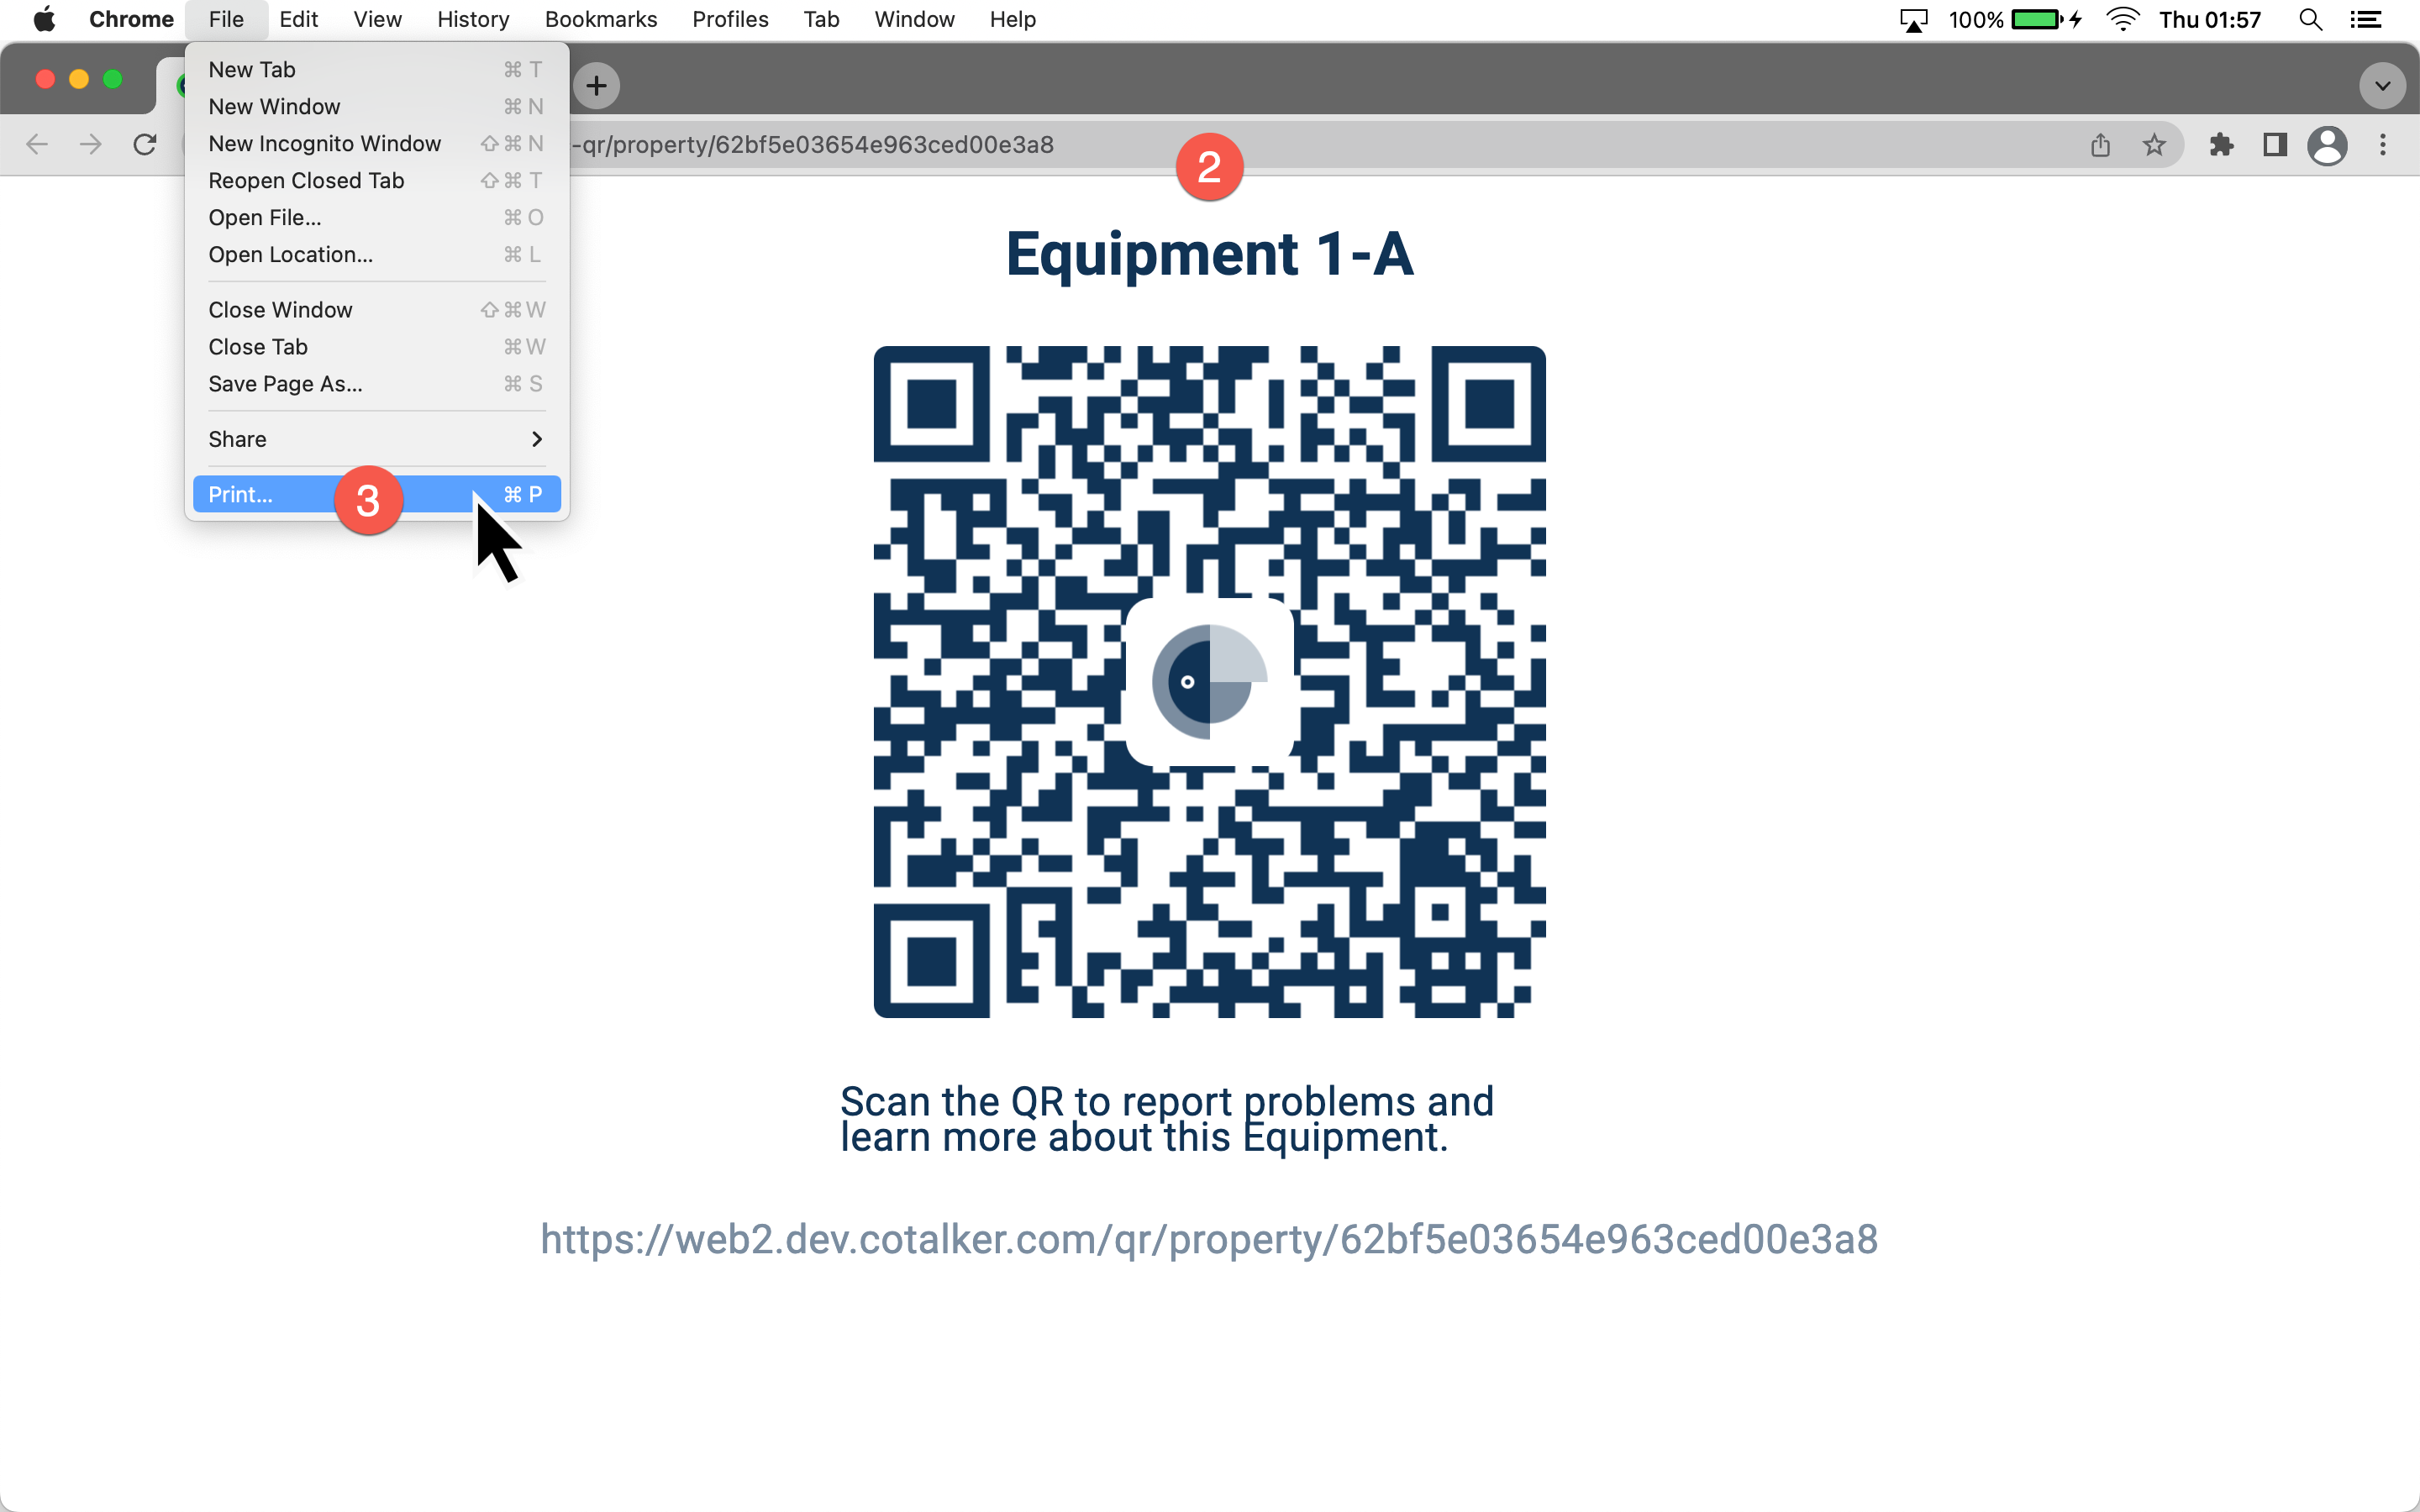 Chrome File Edit View History Bookmarks Profiles Tab Window Help 100% Thu 01:57
New Tab ⌘ T
New Window ⌘ N
New Incognito Window ⇧ ⌘ N
Reopen Closed Tab ⇧ ⌘ T
Open File... ⌘ O
Open Location... ⌘ L
Close Window ⇧ ⌘ W
Close Tab ⌘ W
Save Page As... ⌘ S
Share
Print... ⌘ P
3
-qr/property/62bf5e03654e963ced00e3a8
2
Equipment 1-A
Scan the QR to report problems and
learn more about this Equipment.
https://web2.dev.cotalker.com/qr/property/62bf5e03654e963ced00e3a8